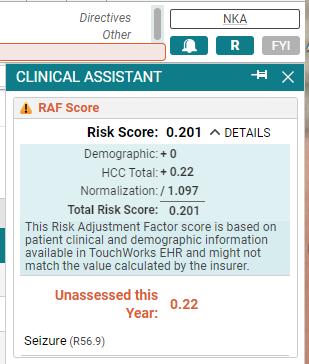 Directives
NKA
Other
R
FYI
CLINICAL ASSISTANT
RAF Score
Risk Score: 0.201 DETAILS
Demographic: + 0
HCC Total: + 0.22
Normalization: / 1.097
Total Risk Score: 0.201
This Risk Adjustment Factor score is based on
patient clinical and demographic information
available in TouchWorks EHR and might not
match the value calculated by the insurer.
Unassessed this
Year: 0.22
Seizure (R56.9)